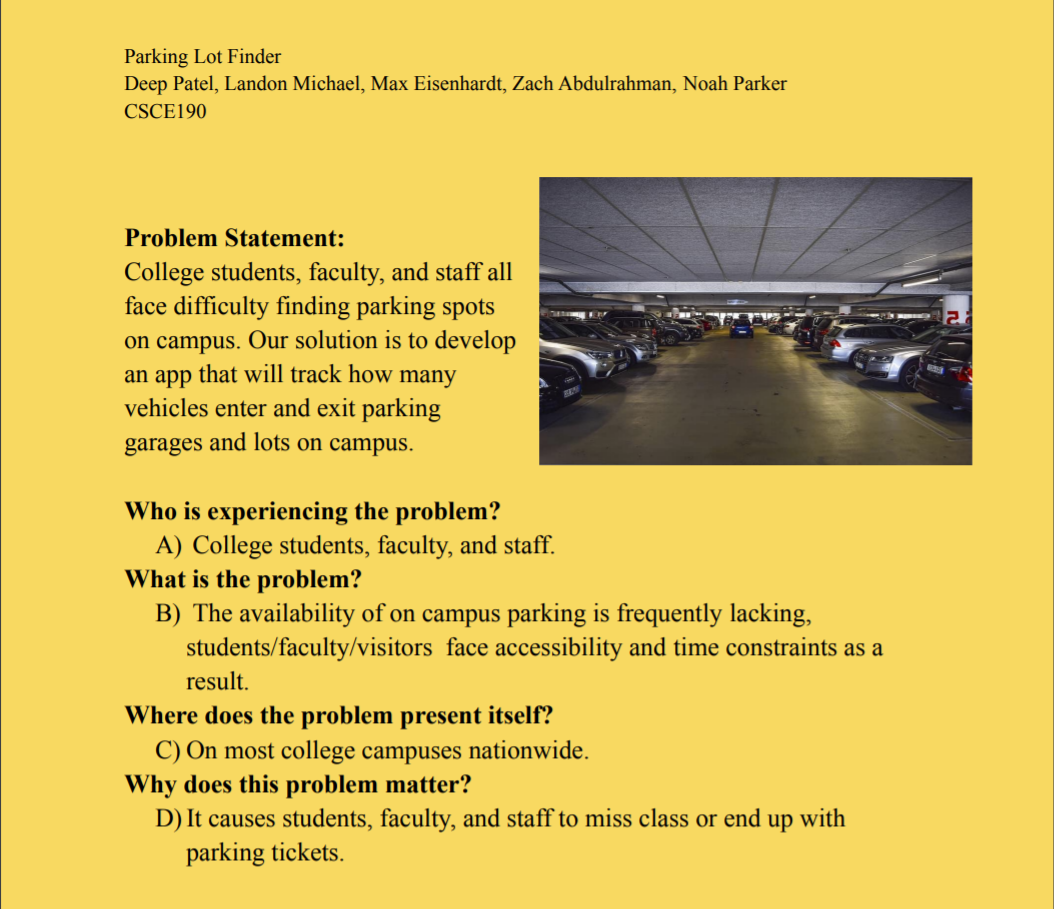 Parking Lot Finder
Deep Patel, Landon Michael, Max Eisenhardt, Zach Abdulrahman, Noah Parker
CSCE190
Problem Statement:
College students, faculty, and staff all
face difficulty finding parking spots
on campus. Our solution is to develop
an app that will track how many
vehicles enter and exit parking
garages and lots on campus.
5
Who is experiencing the problem?
A) College students, faculty, and staff.
What is the problem?
B) The availability of on campus parking is frequently lacking,
students/faculty/visitors face accessibility and time constraints as a
result.
Where does the problem present itself?
C) On most college campuses nationwide.
Why does this problem matter?
D) It causes students, faculty, and staff to miss class or end up with
parking tickets.